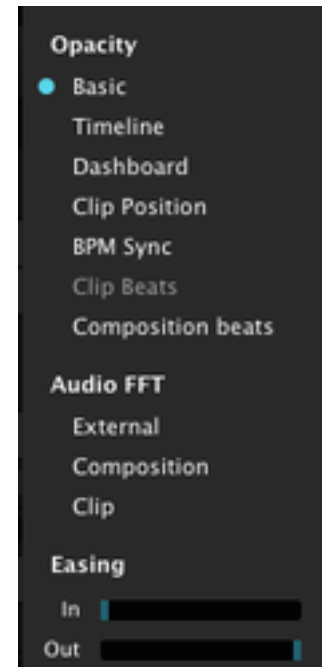 Opacity
Basic
Timeline
Dashboard
Clip Position
BPM Sync
Clip Beats
Composition beats
Audio FFT
External
Composition
Clip
Easing
In
Out